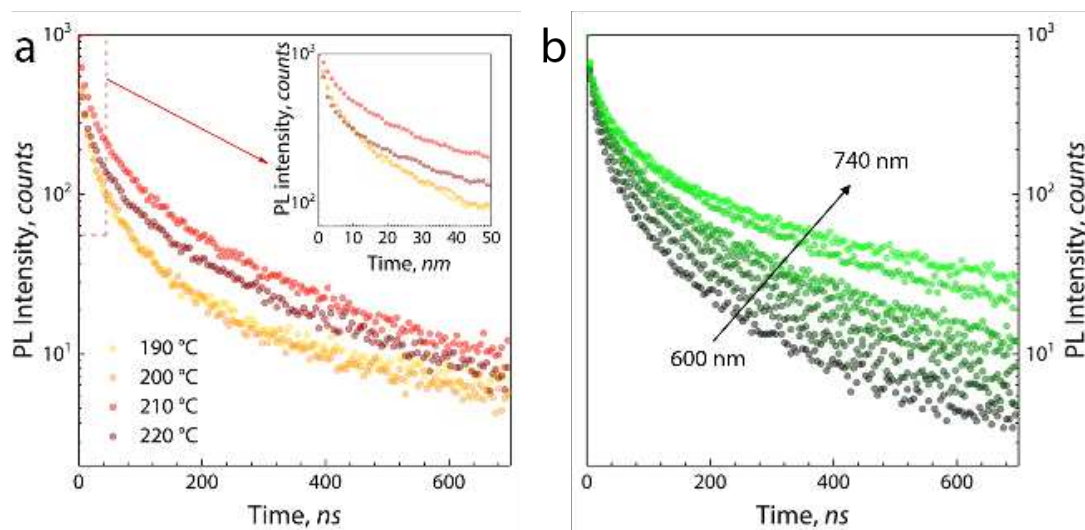 a
10³
10²
10¹
PL Intensity, counts
0
200
400
600
Time, ns
190 °C
200 °C
210 °C
220 °C
10³
10²
PL intensity, counts
0
10
20
30
40
50
Time, nm
b
740 nm
600 nm
10³
10²
10¹
PL Intensity, counts
0
200
400
600
Time, ns